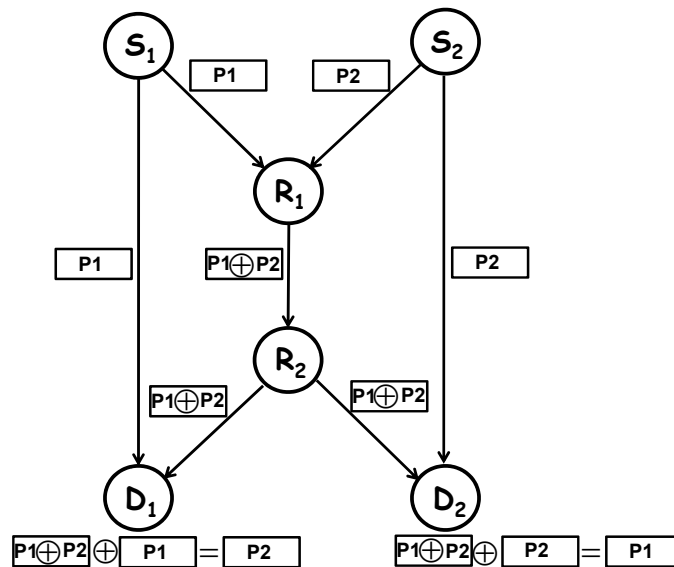 S₁ S₂
P1 P2
R₁
P1 P1⊕P2 P2
R₂
P1⊕P2 P1⊕P2
D₁ D₂
P1⊕P2 ⊕ P1 = P2 P1⊕P2 ⊕ P2 = P1